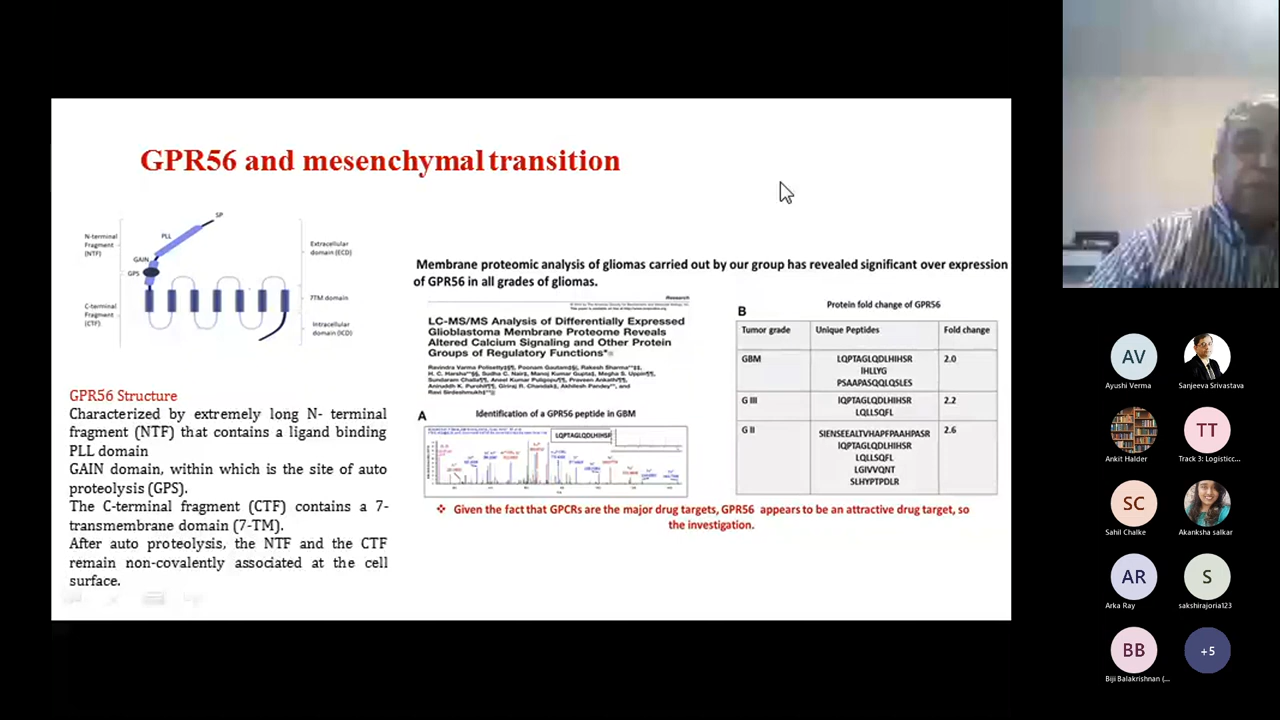 GPR56 and mesenchymal transition
SP
PLL
N-terminal
Fragment
(NTF)
GAIN
GPS
Extracellular
domain (ECD)
7TM domain
C-terminal
Fragment
(CTF)
Intracellular
domain (ICD)
GPR56 Structure
Characterized by extremely long N- terminal
fragment (NTF) that contains a ligand binding
PLL domain
GAIN domain, within which is the site of auto
proteolysis (GPS).
The C-terminal fragment (CTF) contains a 7-
transmembrane domain (7-TM).
After auto proteolysis, the NTF and the CTF
remain non-covalently associated at the cell
surface.
Membrane proteomic analysis of gliomas carried out by our group has revealed significant over expression
of GPR56 in all grades of gliomas.
Research
LC-MS/MS Analysis of Differentially Expressed
Glioblastoma Membrane Proteome Reveals
Altered Calcium Signaling and Other Protein
Groups of Regulatory Functions*
A
Identification of a GPR56 peptide in GBM
LQPTAGLQDLHIHSR
B
Protein fold change of GPR56
Tumor grade Unique Peptides Fold change
GBM LQPTAGLQDLHIHSR 2.0
IHLLYG
PSAAPASQQLQSLES
G III IQPTAGLQDLHIHSR 2.2
LQLLSQFL
G II SIENSEEALTVHAPFPAAHPASR 2.6
IQPTAGLQDLHIHSR
LQLLSQFL
LGIVVQNT
SLHYPTPDLR
❖ Given the fact that GPCRs are the major drug targets, GPR56 appears to be an attractive drug target, so
the investigation.
AV
Ayushi Verma
Sanjeeva Srivastava
Ankit Halder
TT
Track 3: Logisticc...
SC
Sahil Chalke
Akanksha salkar
AR
Arka Ray
S
sakshirajoria123
BB
Biji Balakrishnan (...
+5